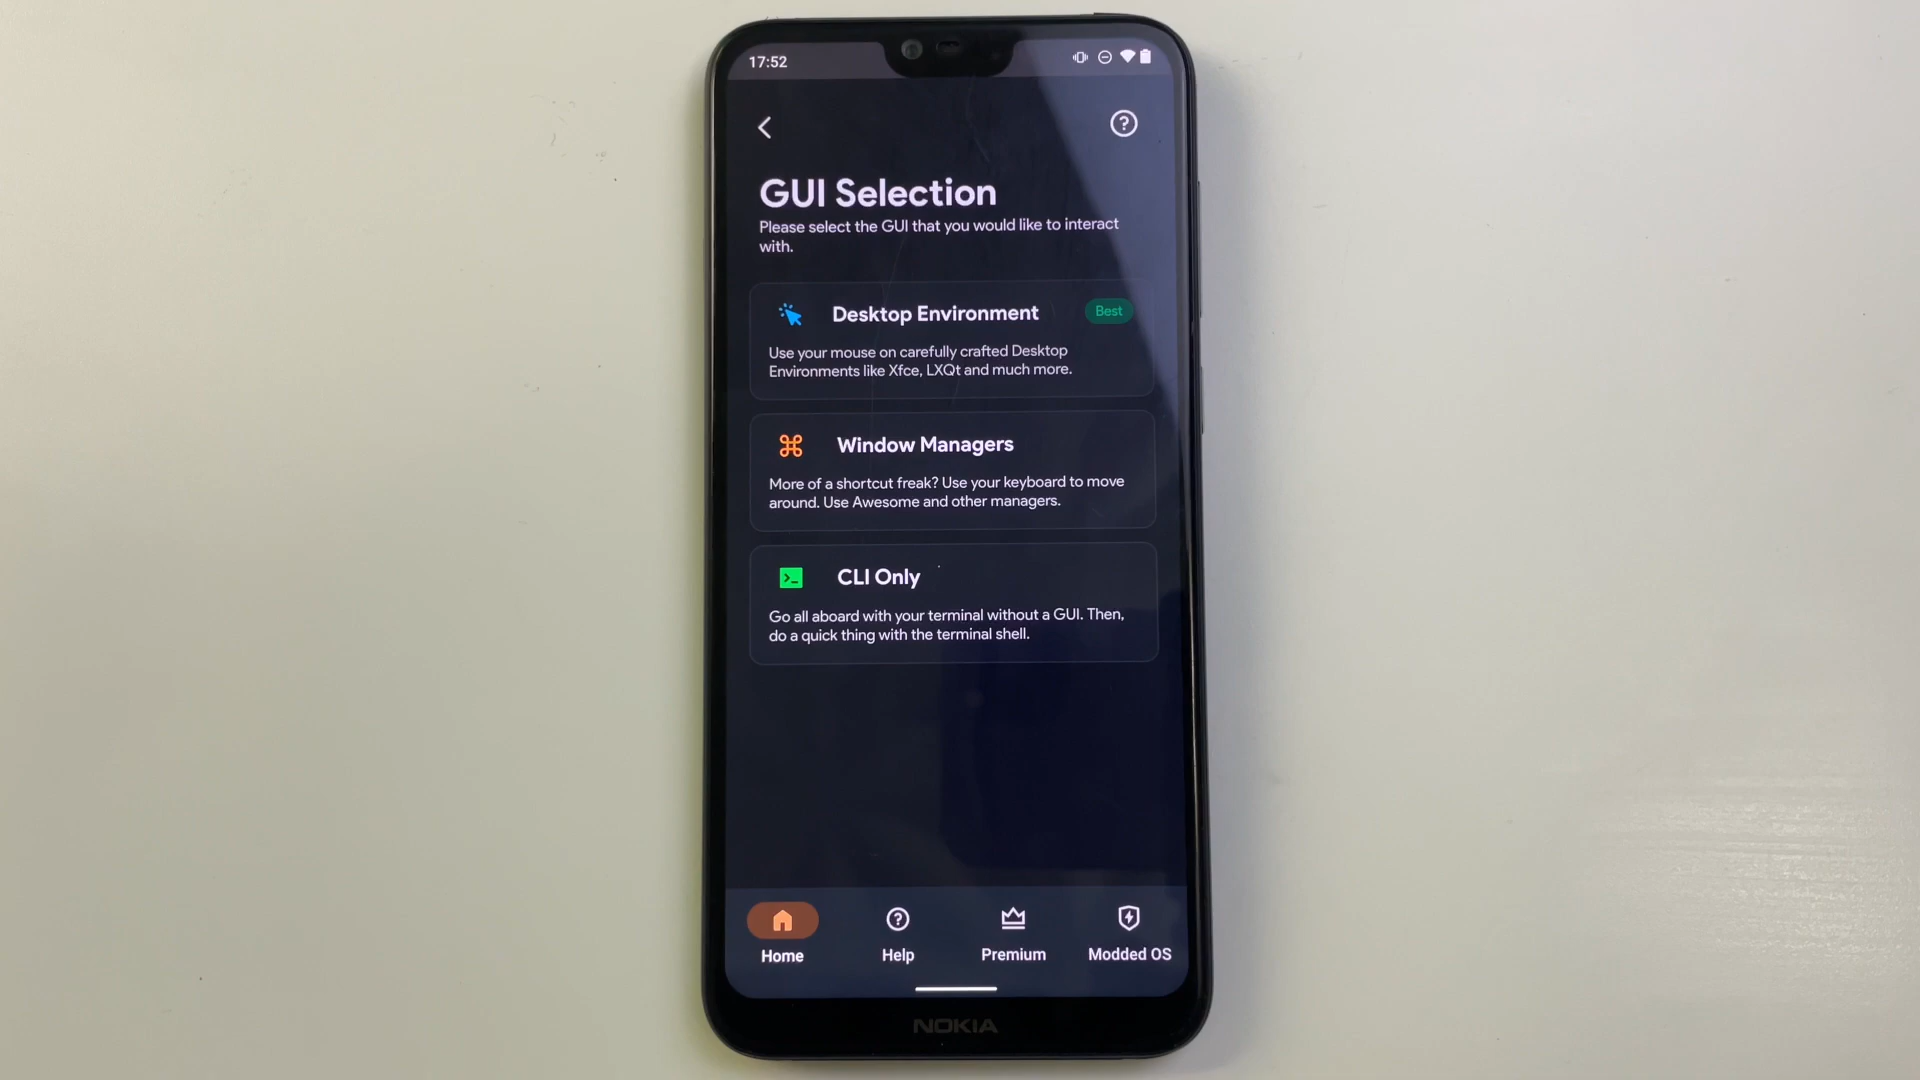 17:52
GUI Selection
Please select the GUI that you would like to interact
with.
Desktop Environment
Best
Use your mouse on carefully crafted Desktop
Environments like Xfce, LXQt and much more.
Window Managers
More of a shortcut freak? Use your keyboard to move
around. Use Awesome and other managers.
CLI Only
Go all aboard with your terminal without a GUI. Then,
do a quick thing with the terminal shell.
Home
Help
Premium
Modded OS
NOKIA